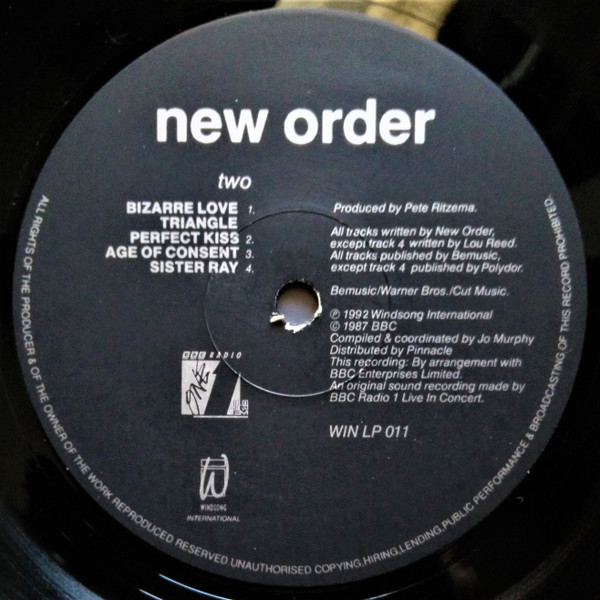 new order
two
BIZARRE LOVE 1.
TRIANGLE
PERFECT KISS 2.
AGE OF CONSENT 3.
SISTER RAY 4.
Produced by Pete Ritzema.
All tracks written by New Order,
except track 4 written by Lou Reed.
All tracks published by Bemusic,
except track 4 published by Polydor.
Bemusic/Warner Bros./Cut Music.
℗ 1992 Windsong International
© 1987 BBC
Compiled & coordinated by Jo Murphy
Distributed by Pinnacle
This recording: By arrangement with
BBC Enterprises Limited.
An original sound recording made by
BBC Radio 1 Live In Concert.
WIN LP 011
BBC RADIO
1
ONE
WINDSONG
INTERNATIONAL
ALL RIGHTS OF THE PRODUCER & OF THE OWNER OF THE WORK REPRODUCED RESERVED. UNAUTHORISED COPYING, HIRING, LENDING, PUBLIC PERFORMANCE & BROADCASTING OF THIS RECORD PROHIBITED.